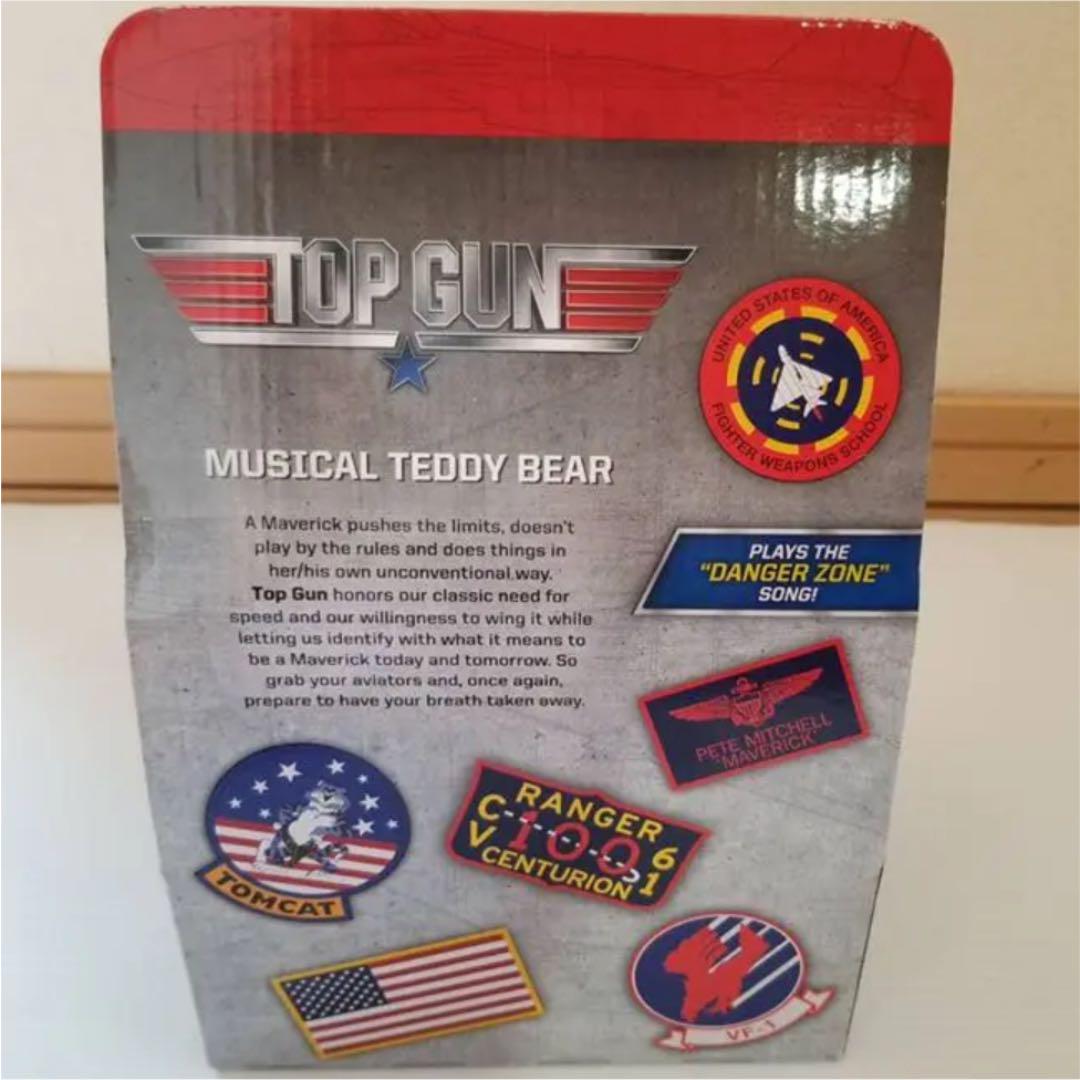 TOP GUN
UNITED STATES OF AMERICA
FIGHTER WEAPONS SCHOOL
MUSICAL TEDDY BEAR
A Maverick pushes the limits, doesn't
play by the rules and does things in
her/his own unconventional way.
Top Gun honors our classic need for
speed and our willingness to wing it while
letting us identify with what it means to
be a Maverick today and tomorrow. So
grab your aviators and, once again,
prepare to have your breath taken away.
PLAYS THE
"DANGER ZONE"
SONG!
PETE MITCHELL
"MAVERICK"
TOMCAT
RANGER
CV 100 61
CENTURION
VF-1